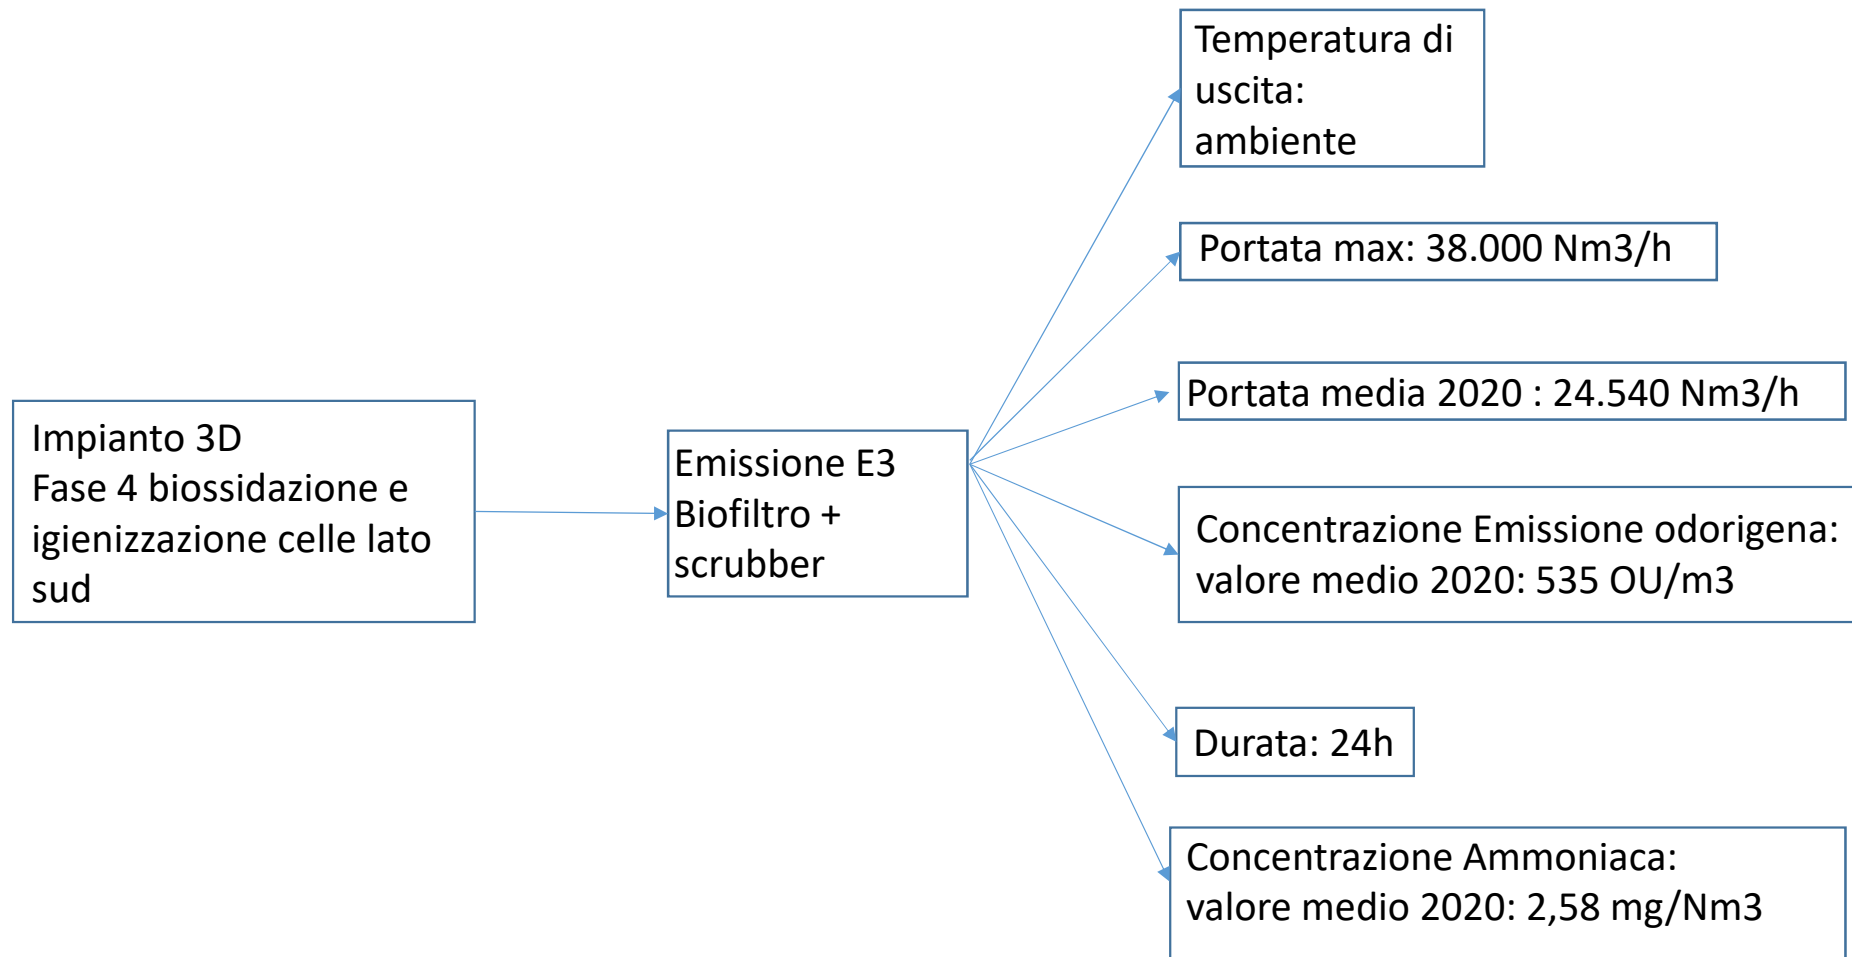 Impianto 3D
Fase 4 biossidazione e
igienizzazione celle lato
sud
Emissione E3
Biofiltro +
scrubber
Temperatura di
uscita:
ambiente
Portata max: 38.000 Nm3/h
Portata media 2020 : 24.540 Nm3/h
Concentrazione Emissione odorigena:
valore medio 2020: 535 OU/m3
Durata: 24h
Concentrazione Ammoniaca:
valore medio 2020: 2,58 mg/Nm3